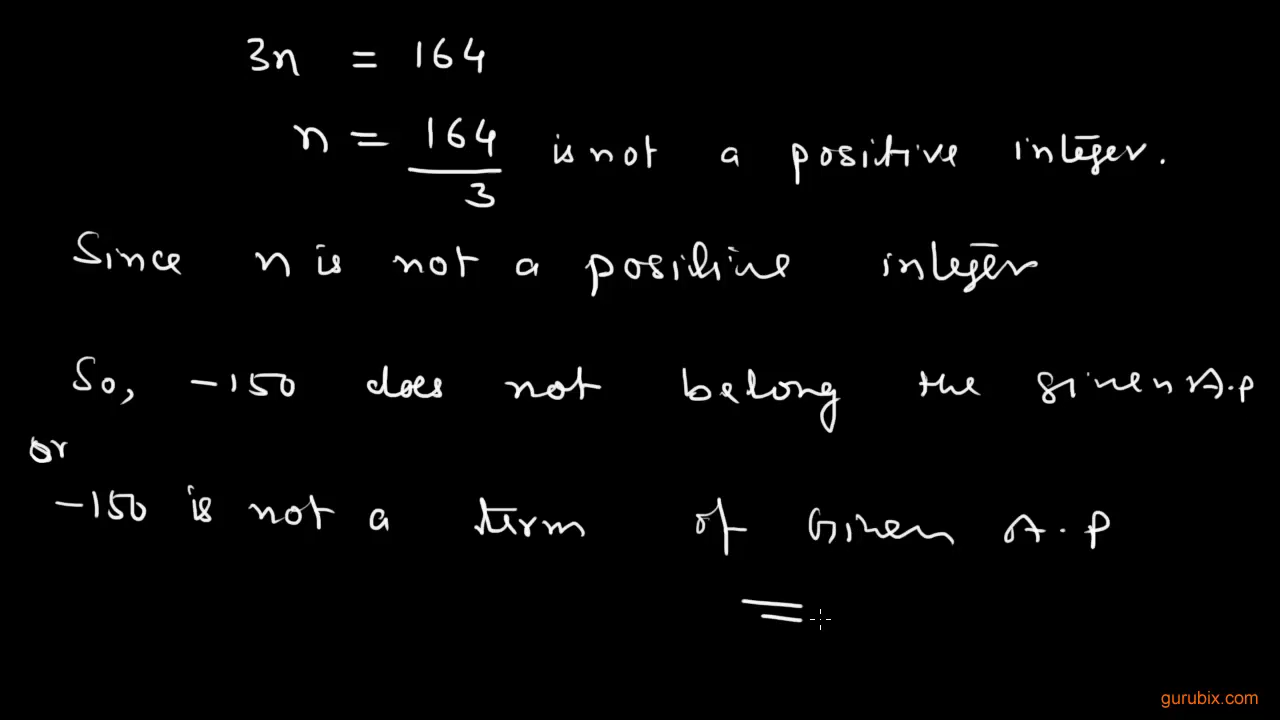 3n = 164
n = 164/3 is not a positive integer.
Since n is not a positive integer
So, -150 does not belong the given A.P
or
-150 is not a term of Given A.P
gurubix.com